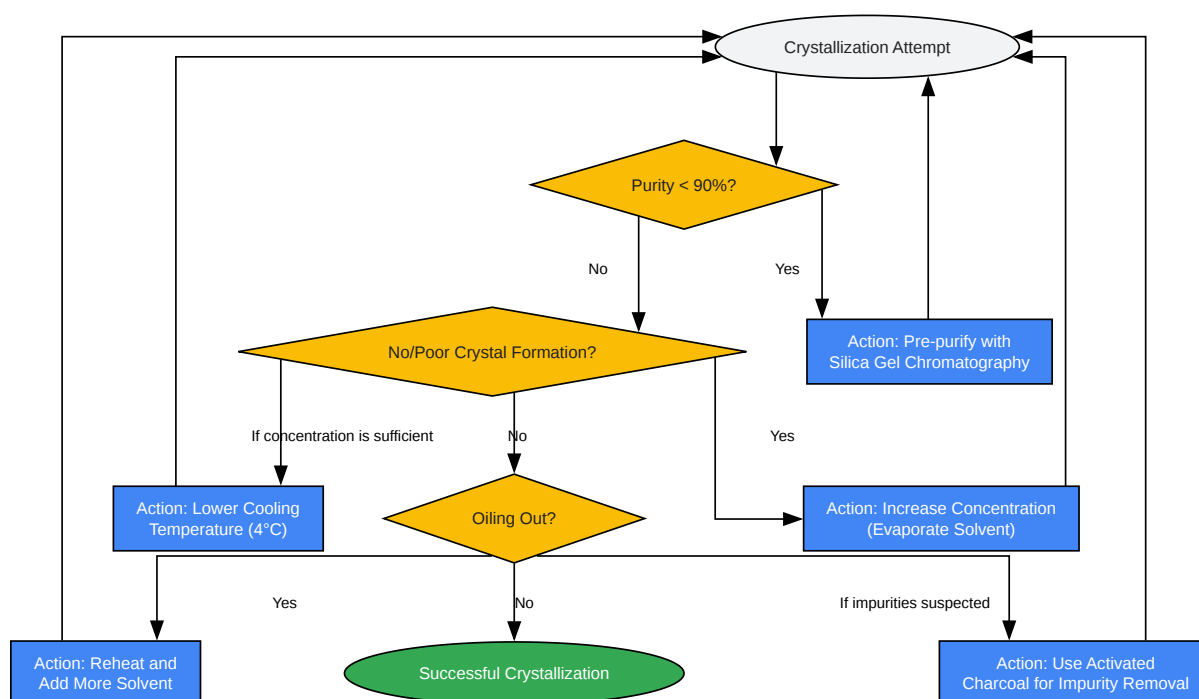 Crystallization Attempt
Purity < 90%?
No
Yes
No/Poor Crystal Formation?
Action: Pre-purify with
Silica Gel Chromatography
If concentration is sufficient
No
Yes
Action: Lower Cooling
Temperature (4°C)
Oiling Out?
Action: Increase Concentration
(Evaporate Solvent)
Yes
No
If impurities suspected
Action: Reheat and
Add More Solvent
Successful Crystallization
Action: Use Activated
Charcoal for Impurity Removal